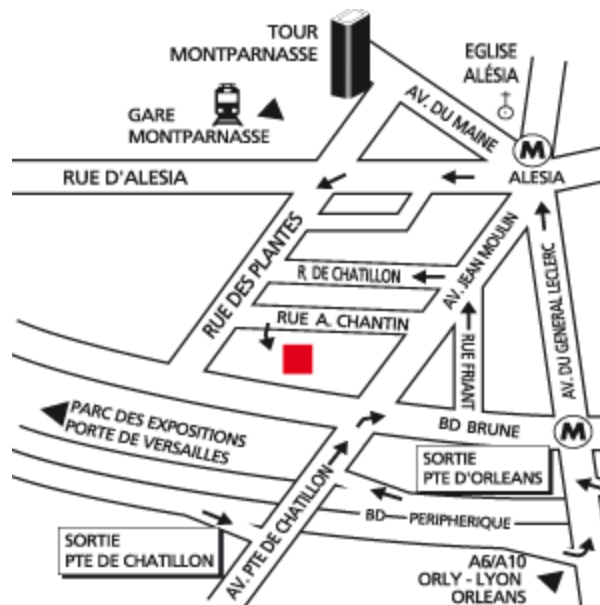 TOUR
MONTPARNASSE
EGLISE
ALÉSIA
GARE
MONTPARNASSE
AV. DU MAINE
M
RUE D'ALESIA
ALESIA
RUE DES PLANTES
AV. JEAN MOULIN
R. DE CHATILLON
AV. DU GENERAL LECLERC
RUE A. CHANTIN
RUE FRIANT
PARC DES EXPOSITIONS
PORTE DE VERSAILLES
BD BRUNE
M
SORTIE
PTE D'ORLEANS
AV. PTE DE CHATILLON
BD PERIPHERIQUE
SORTIE
PTE DE CHATILLON
A6/A10
ORLY - LYON
ORLEANS